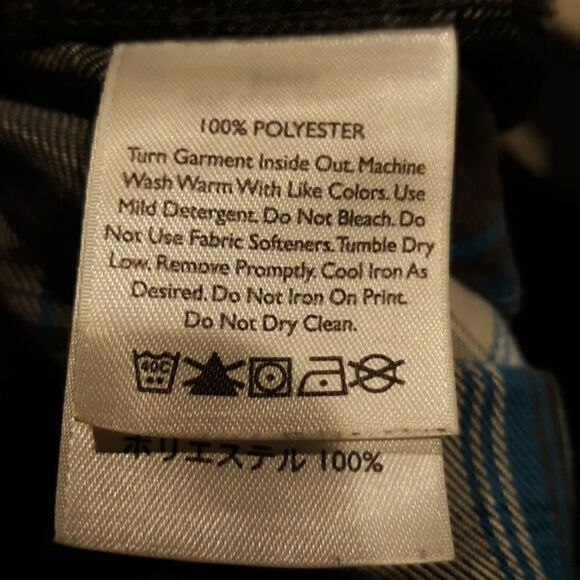 100% POLYESTER
Turn Garment Inside Out. Machine
Wash Warm With Like Colors. Use
Mild Detergent. Do Not Bleach. Do
Not Use Fabric Softeners. Tumble Dry
Low. Remove Promptly. Cool Iron As
Desired. Do Not Iron On Print.
Do Not Dry Clean.
40C
ポリエステル 100%